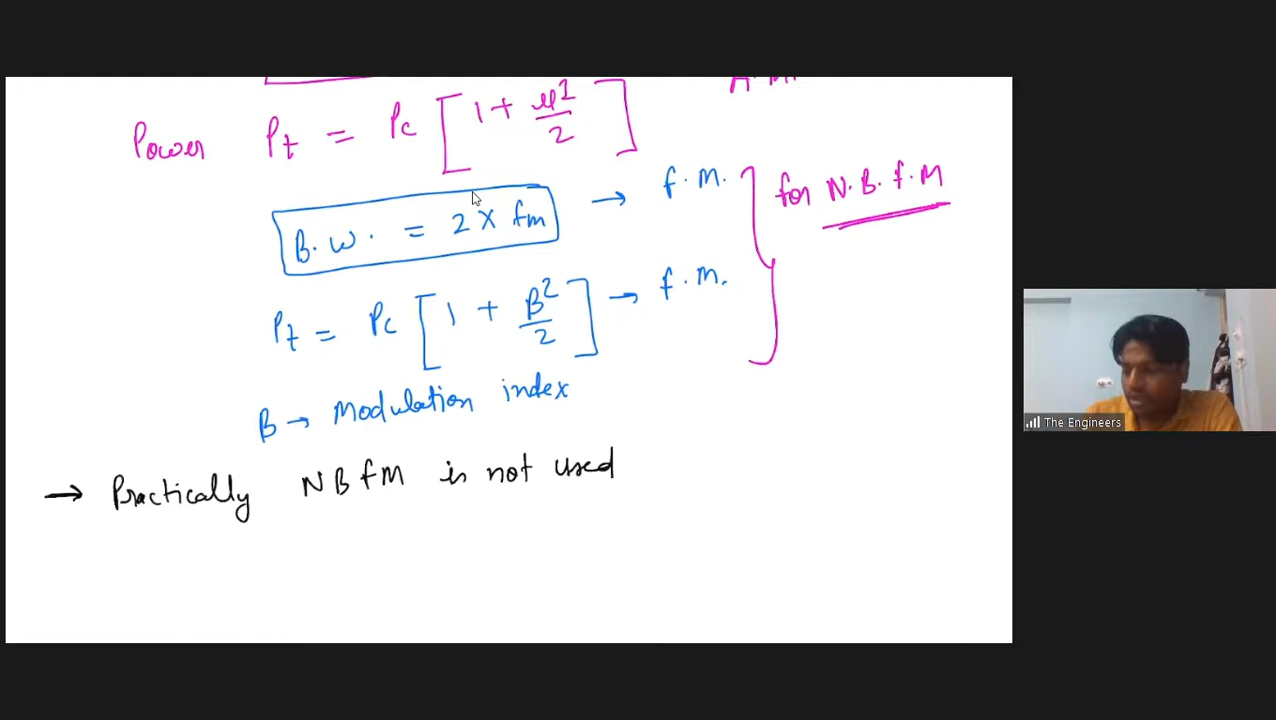 A.M.
Power Pt = Pc [1 + μ²/2]
B.W. = 2 × fm → f.M.
for N.B.f.M
Pt = Pc [1 + β²/2] → f.M.
β → Modulation index
→ Practically NBfM is not used
The Engineers